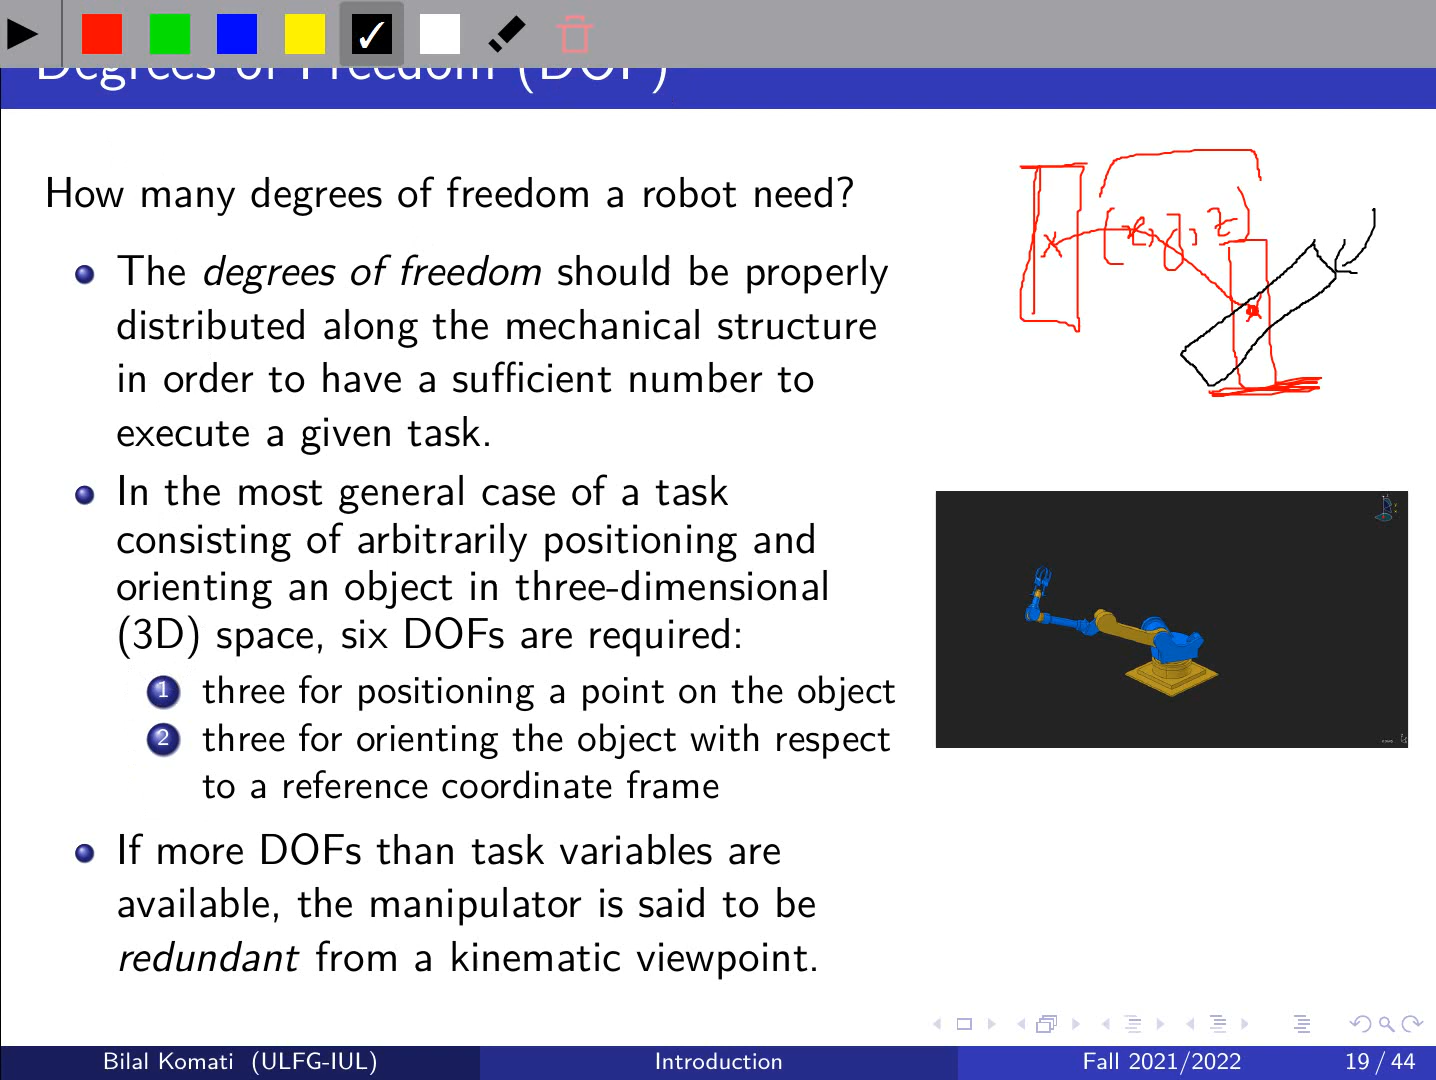 Degrees of Freedom (DOF)
How many degrees of freedom a robot need?
The degrees of freedom should be properly
distributed along the mechanical structure
in order to have a sufficient number to
execute a given task.
In the most general case of a task
consisting of arbitrarily positioning and
orienting an object in three-dimensional
(3D) space, six DOFs are required:
1 three for positioning a point on the object
2 three for orienting the object with respect
to a reference coordinate frame
If more DOFs than task variables are
available, the manipulator is said to be
redundant from a kinematic viewpoint.
(x, y, z)
Bilal Komati (ULFG-IUL)
Introduction
Fall 2021/2022
19 / 44